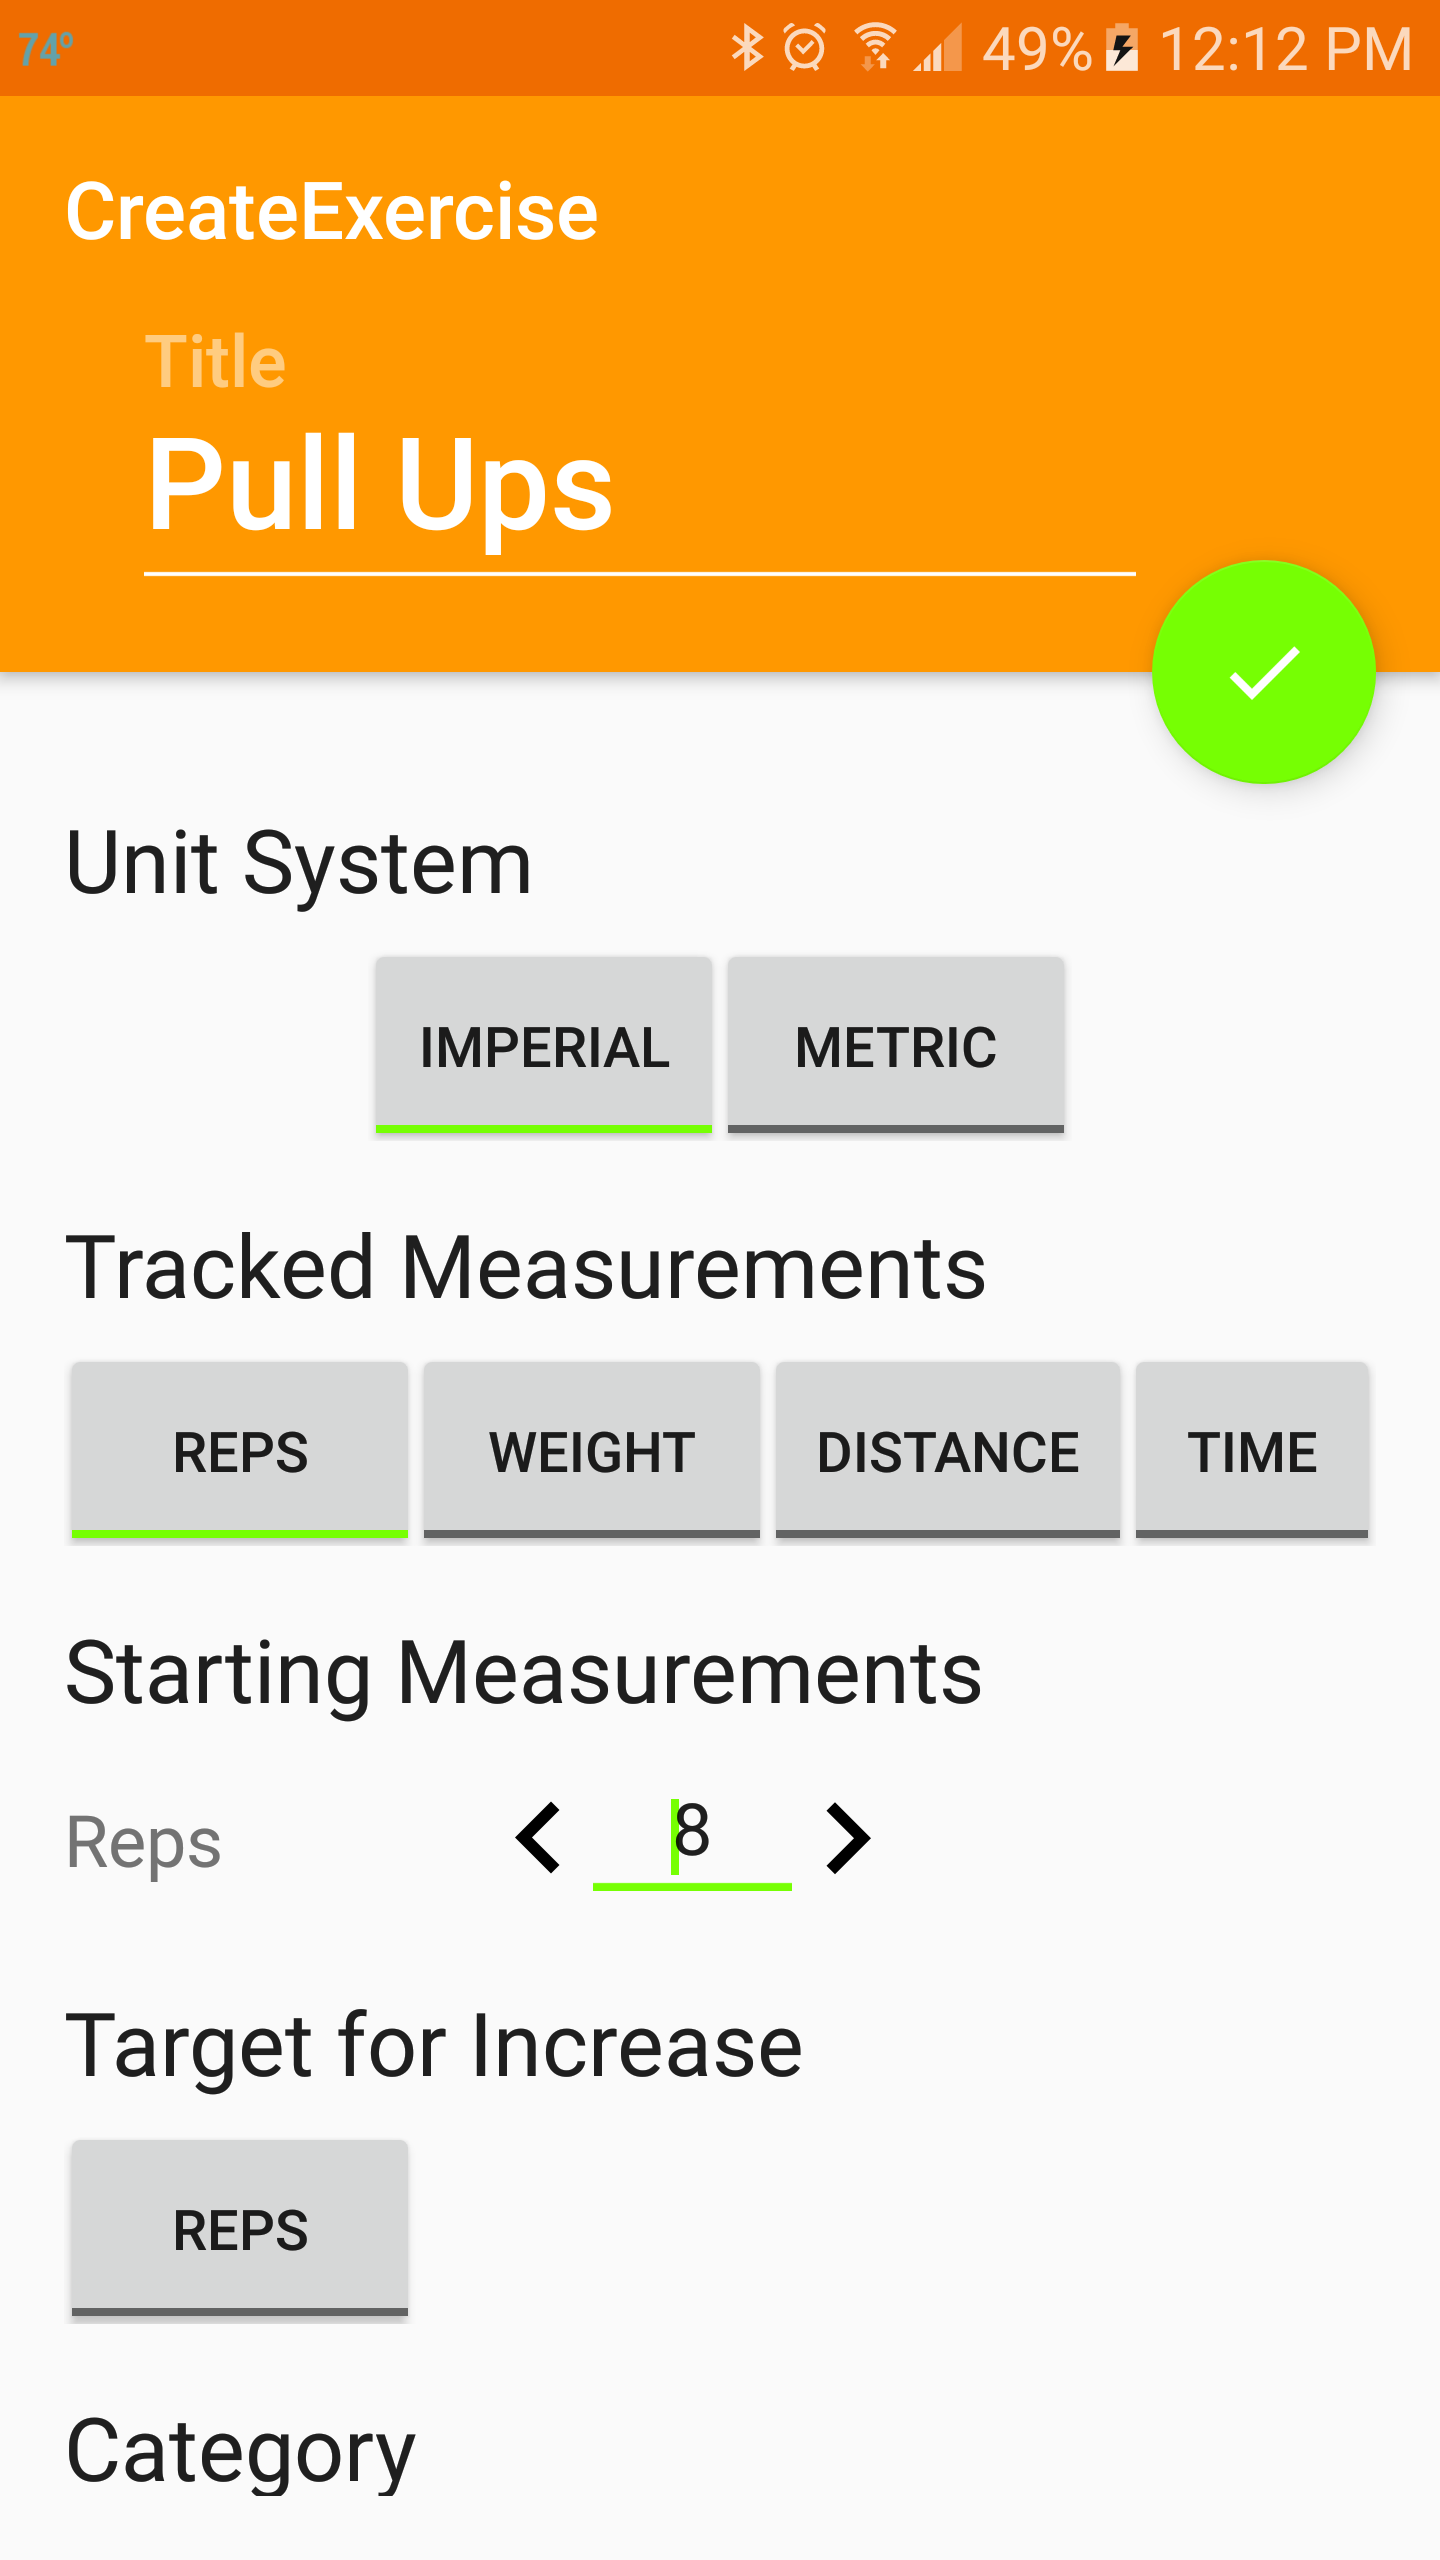 74° 49% 12:12 PM
CreateExercise
Title
Pull Ups
Unit System
IMPERIAL METRIC
Tracked Measurements
REPS WEIGHT DISTANCE TIME
Starting Measurements
Reps 8
Target for Increase
REPS
Category